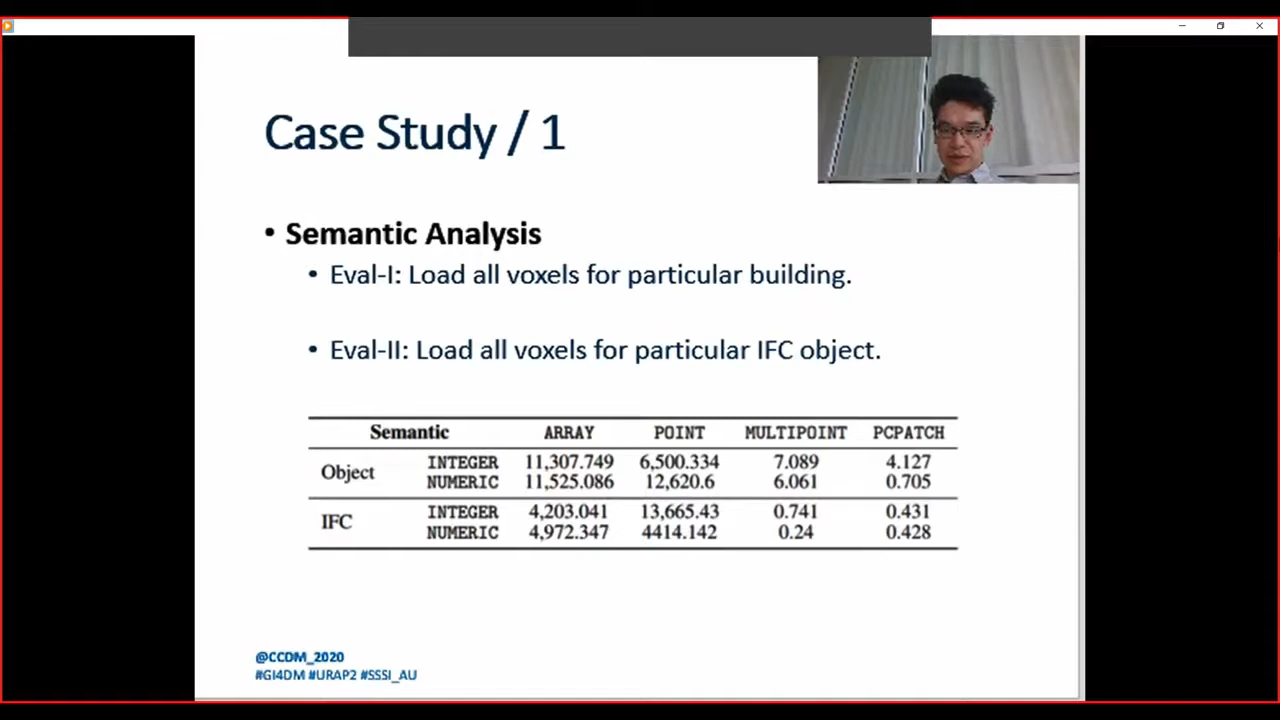 Case Study / 1
• Semantic Analysis
• Eval-I: Load all voxels for particular building.
• Eval-II: Load all voxels for particular IFC object.
Semantic ARRAY POINT MULTIPOINT PCPATCH
Object INTEGER 11,307.749 6,500.334 7.089 4.127
NUMERIC 11,525.086 12,620.6 6.061 0.705
IFC INTEGER 4,203.041 13,665.43 0.741 0.431
NUMERIC 4,972.347 4414.142 0.24 0.428
@CCDM_2020
#GI4DM #URAP2 #SSSI_AU